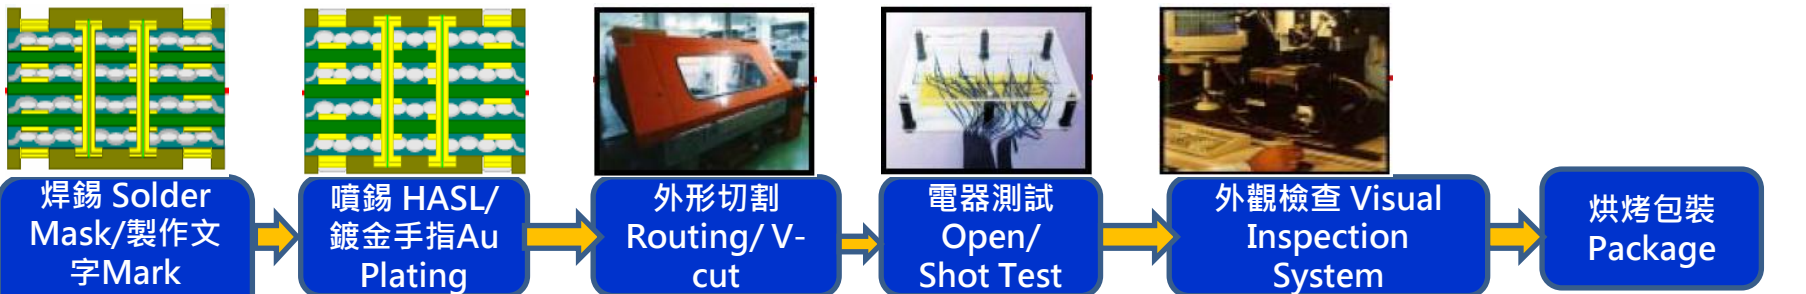 焊錫 Solder
Mask/製作文
字Mark
噴錫 HASL/
鍍金手指Au
Plating
外形切割
Routing/ V-
cut
電器測試
Open/
Shot Test
外觀檢查 Visual
Inspection
System
烘烤包裝
Package